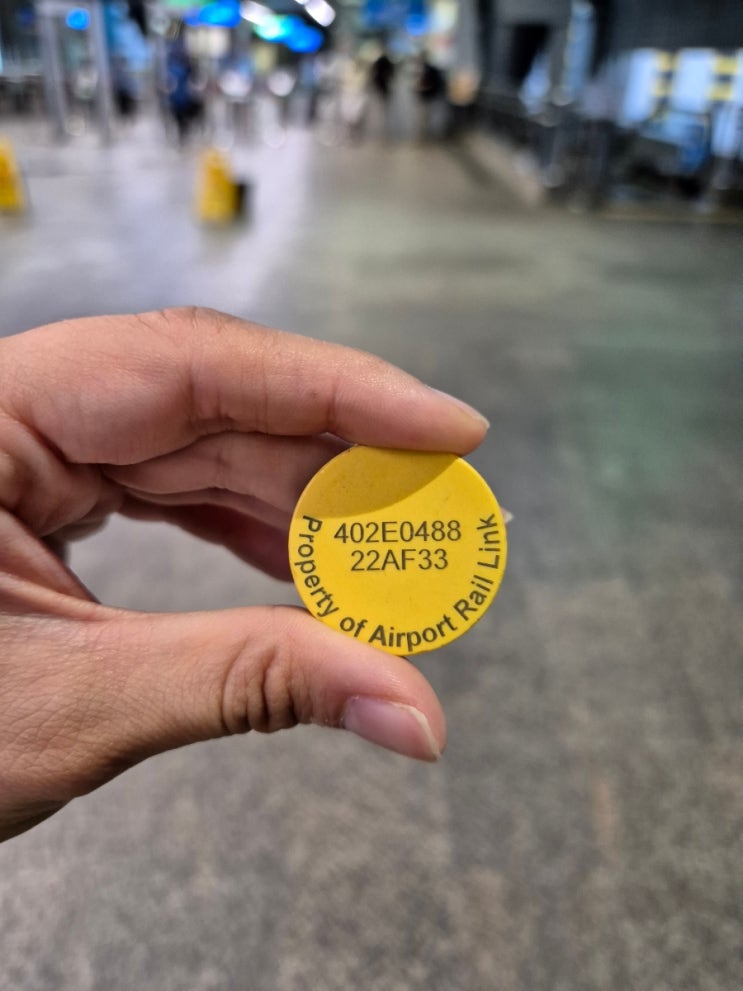 402E0488
22AF33
Property of Airport Rail Link